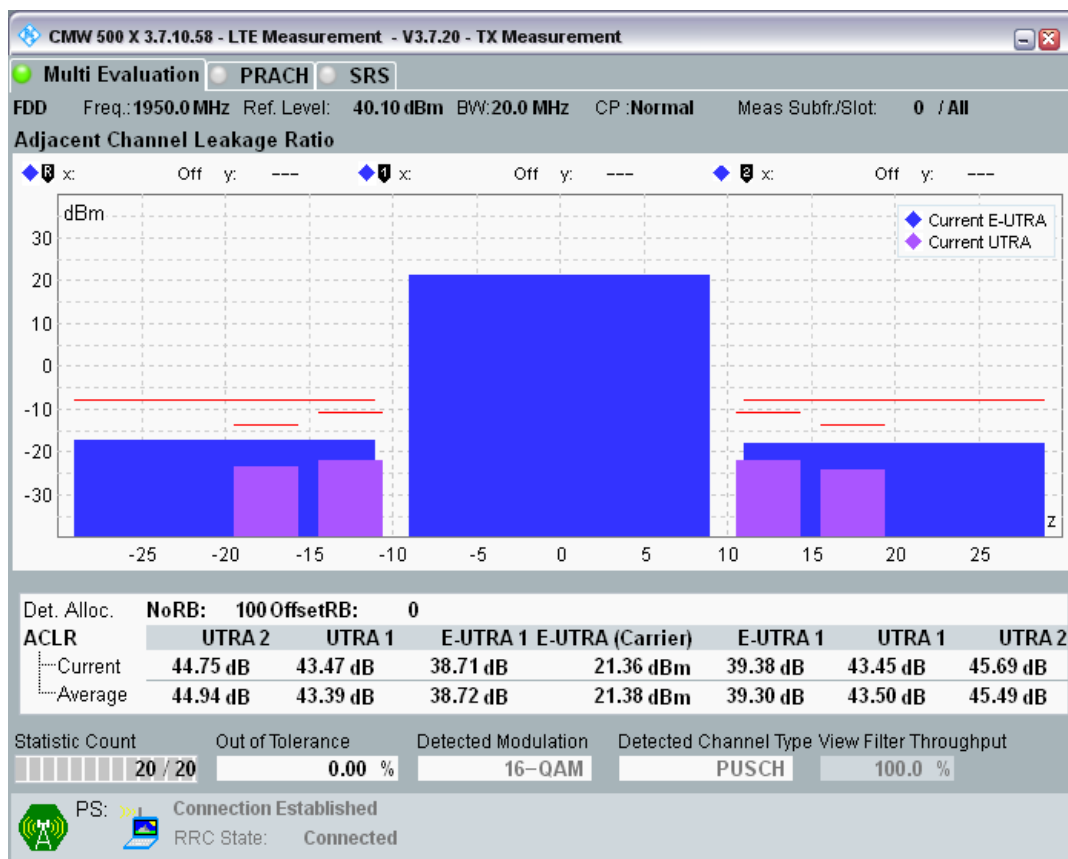 CMW 500 X 3.7.10.58 - LTE Measurement - V3.7.20 - TX Measurement
Multi Evaluation PRACH SRS
FDD Freq.:1950.0 MHz Ref. Level: 40.10 dBm BW:20.0 MHz CP :Normal Meas Subfr./Slot: 0 / All
Adjacent Channel Leakage Ratio
R x: Off y: --- 1 x: Off y: --- 2 x: Off y: ---
dBm
Current E-UTRA
Current UTRA
30
20
10
0
-10
-20
-30
z
-25 -20 -15 -10 -5 0 5 10 15 20 25
Det. Alloc. NoRB: 100 OffsetRB: 0
ACLR UTRA 2 UTRA 1 E-UTRA 1 E-UTRA (Carrier) E-UTRA 1 UTRA 1 UTRA 2
Current 44.75 dB 43.47 dB 38.71 dB 21.36 dBm 39.38 dB 43.45 dB 45.69 dB
Average 44.94 dB 43.39 dB 38.72 dB 21.38 dBm 39.30 dB 43.50 dB 45.49 dB
Statistic Count Out of Tolerance Detected Modulation Detected Channel Type View Filter Throughput
20 / 20 0.00 % 16-QAM PUSCH 100.0 %
PS: Connection Established
RRC State: Connected